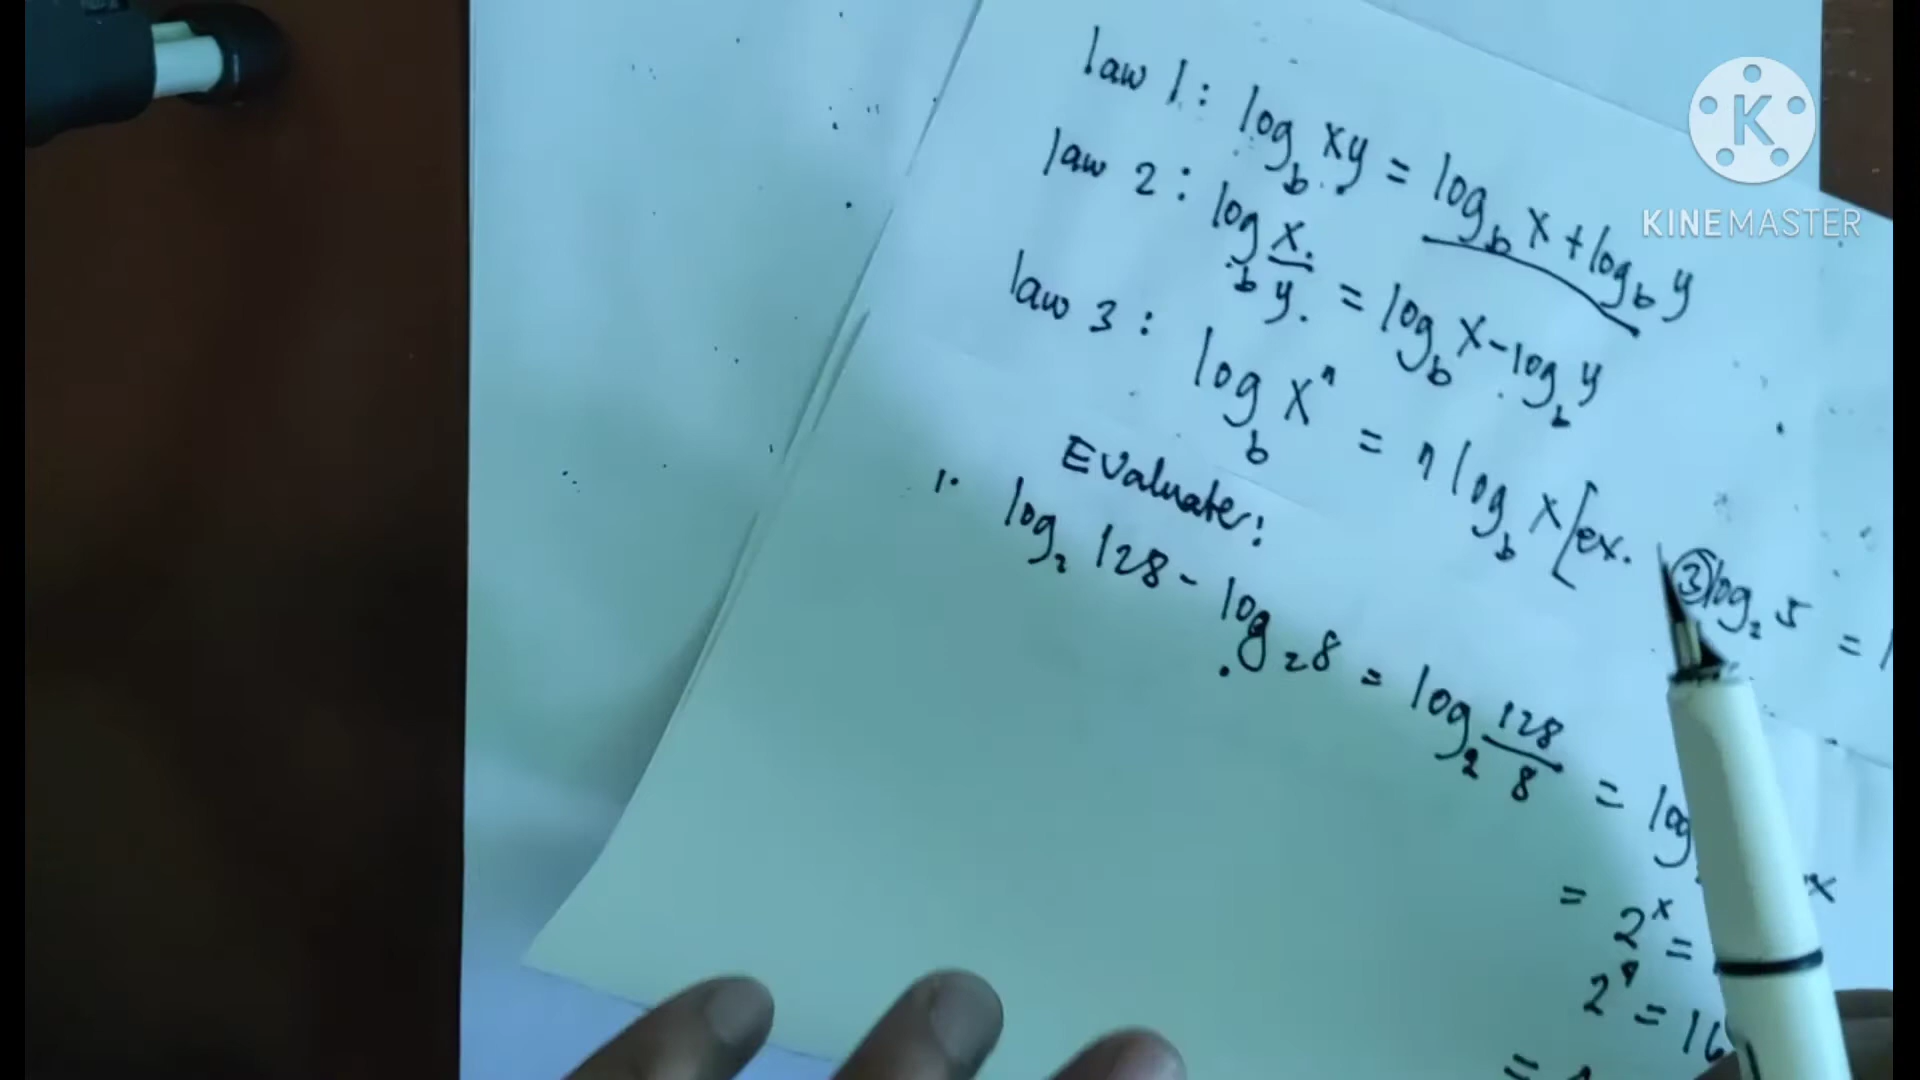 law 1: log_b xy = log_b x + log_b y
law 2: log_b x/y = log_b x - log_b y
law 3: log_b x^n = n log_b x [ex. 3 log_2 5 =
Evaluate:
1. log_2 128 - log_2 8 = log_2 128/8 = log x
= 2^x =
2^4 = 16
=
K
KINEMASTER